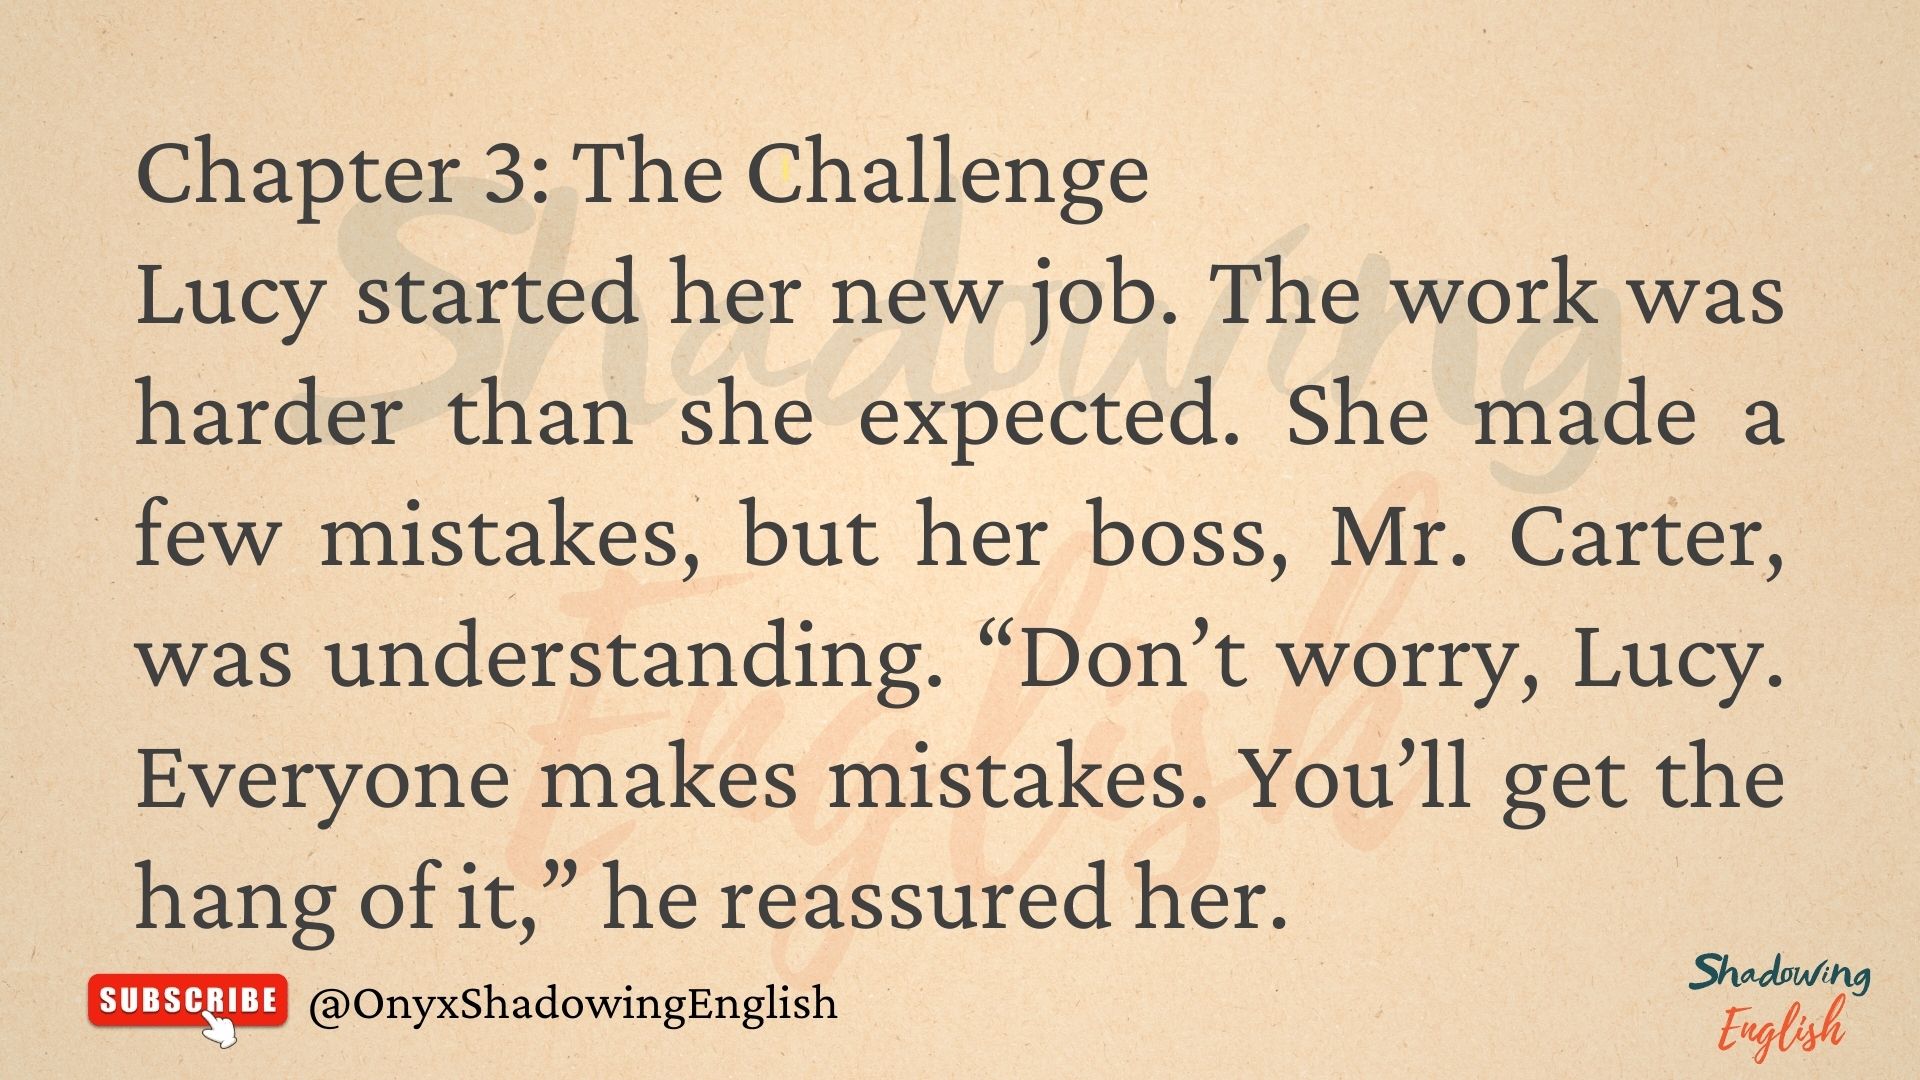 Chapter 3: The Challenge
Lucy started her new job. The work was
harder than she expected. She made a
few mistakes, but her boss, Mr. Carter,
was understanding. “Don’t worry, Lucy.
Everyone makes mistakes. You’ll get the
hang of it,” he reassured her.
Shadowing
English
SUBSCRIBE @OnyxShadowingEnglish
Shadowing
English